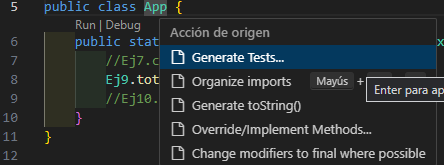 5 public class App {
Run | Debug
6 public stat
7 //Ej7.c
8 Ej9.tot
9 //Ej10.
10 }
11 }
Acción de origen
Generate Tests...
Organize imports Mayús +
Generate toString()
Override/Implement Methods...
Change modifiers to final where possible
Enter para ap